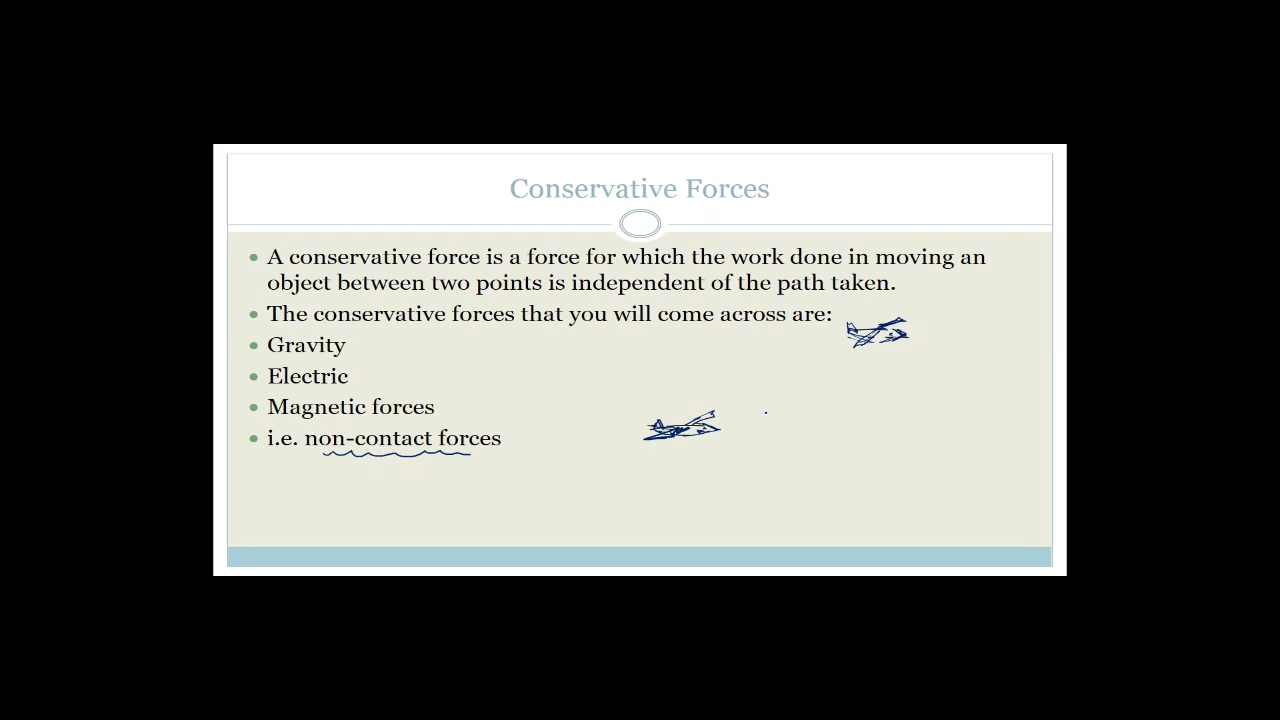 Conservative Forces
• A conservative force is a force for which the work done in moving an
object between two points is independent of the path taken.
• The conservative forces that you will come across are:
• Gravity
• Electric
• Magnetic forces
• i.e. non-contact forces